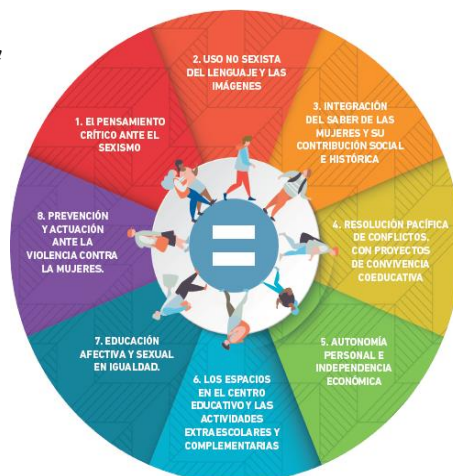 1. El PENSAMIENTO
CRÍTICO ANTE EL
SEXISMO
2. USO NO SEXISTA
DEL LENGUAJE Y LAS
IMÁGENES
3. INTEGRACIÓN
DEL SABER DE LAS
MUJERES Y SU
CONTRIBUCIÓN SOCIAL
E HISTÓRICA
4. RESOLUCIÓN PACÍFICA
DE CONFLICTOS,
CON PROYECTOS
DE CONVIVENCIA
COEDUCATIVA
5. AUTONOMÍA
PERSONAL E
INDEPENDENCIA
ECONÓMICA
6. LOS ESPACIOS
EN EL CENTRO
EDUCATIVO Y LAS
ACTIVIDADES
EXTRAESCOLARES Y
COMPLEMENTARIAS
7. EDUCACIÓN
AFECTIVA Y SEXUAL
EN IGUALDAD.
8. PREVENCIÓN
Y ACTUACIÓN
ANTE LA
VIOLENCIA CONTRA
LA MUJERES.
=